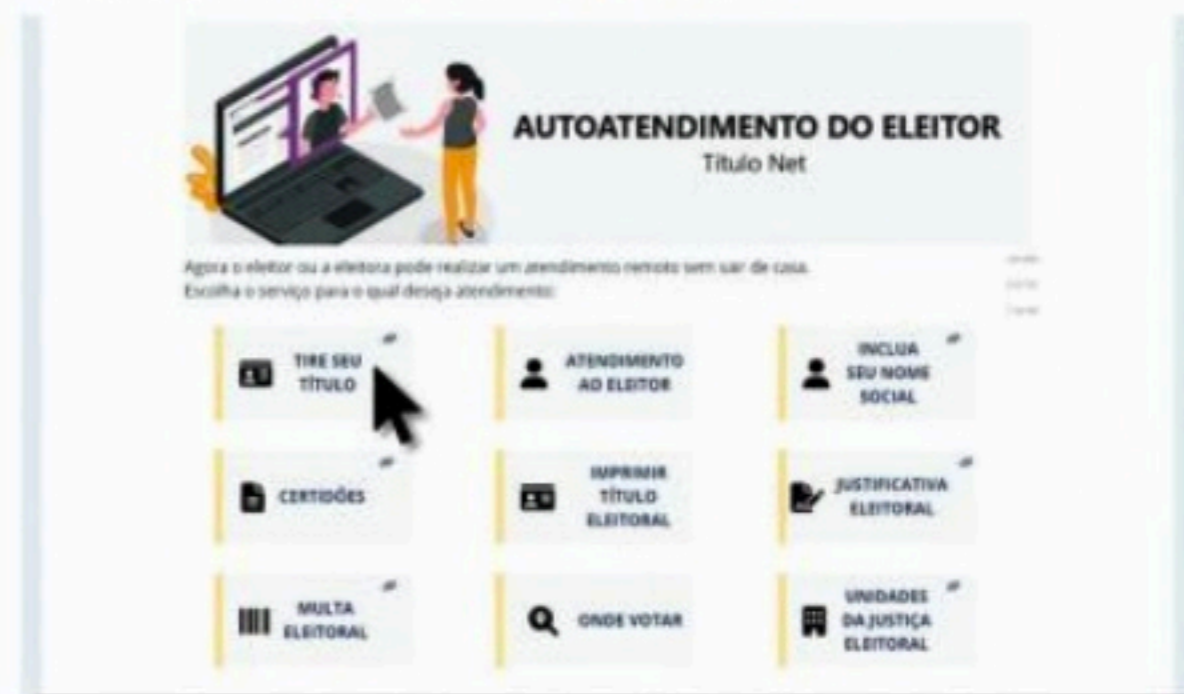 AUTOATENDIMENTO DO ELEITOR
Título Net
Agora o eleitor ou a eleitora pode realizar um atendimento remoto sem sair de casa.
Escolha o serviço para o qual deseja atendimento:
TIRE SEU
TÍTULO
ATENDIMENTO
AO ELEITOR
INCLUA
SEU NOME
SOCIAL
CERTIDÕES
IMPRIMIR
TÍTULO
ELEITORAL
JUSTIFICATIVA
ELEITORAL
MULTA
ELEITORAL
ONDE VOTAR
UNIDADES
DA JUSTIÇA
ELEITORAL